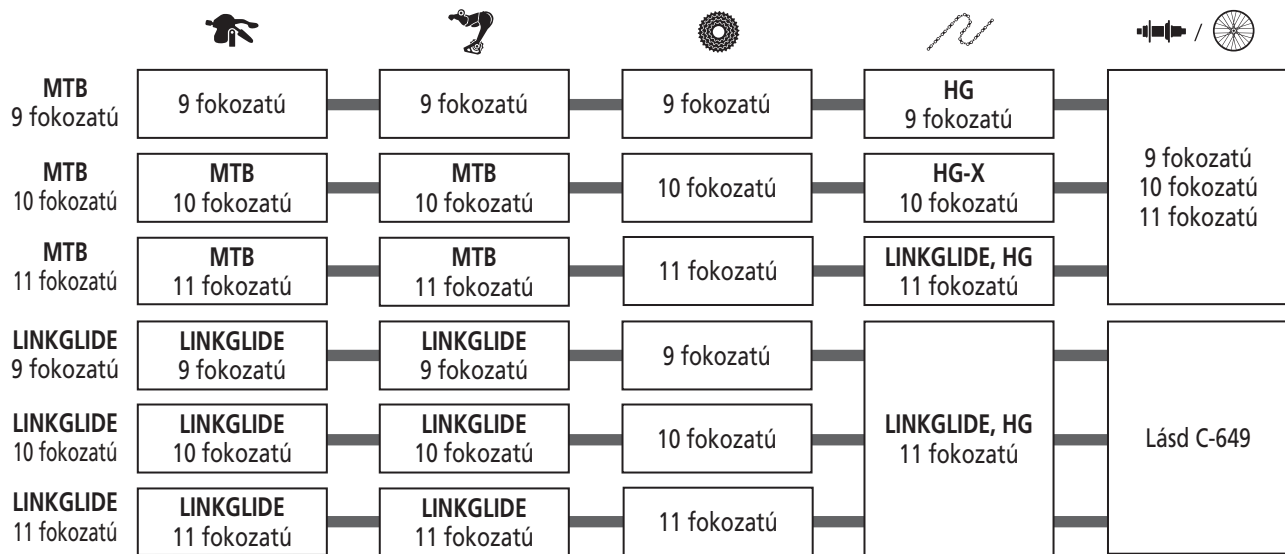 /
MTB
9 fokozatú
9 fokozatú
9 fokozatú
9 fokozatú
HG
9 fokozatú
9 fokozatú
10 fokozatú
11 fokozatú
MTB
10 fokozatú
MTB
10 fokozatú
MTB
10 fokozatú
10 fokozatú
HG-X
10 fokozatú
MTB
11 fokozatú
MTB
11 fokozatú
MTB
11 fokozatú
11 fokozatú
LINKGLIDE, HG
11 fokozatú
LINKGLIDE
9 fokozatú
LINKGLIDE
9 fokozatú
LINKGLIDE
9 fokozatú
9 fokozatú
LINKGLIDE, HG
11 fokozatú
Lásd C-649
LINKGLIDE
10 fokozatú
LINKGLIDE
10 fokozatú
LINKGLIDE
10 fokozatú
10 fokozatú
LINKGLIDE
11 fokozatú
LINKGLIDE
11 fokozatú
LINKGLIDE
11 fokozatú
11 fokozatú